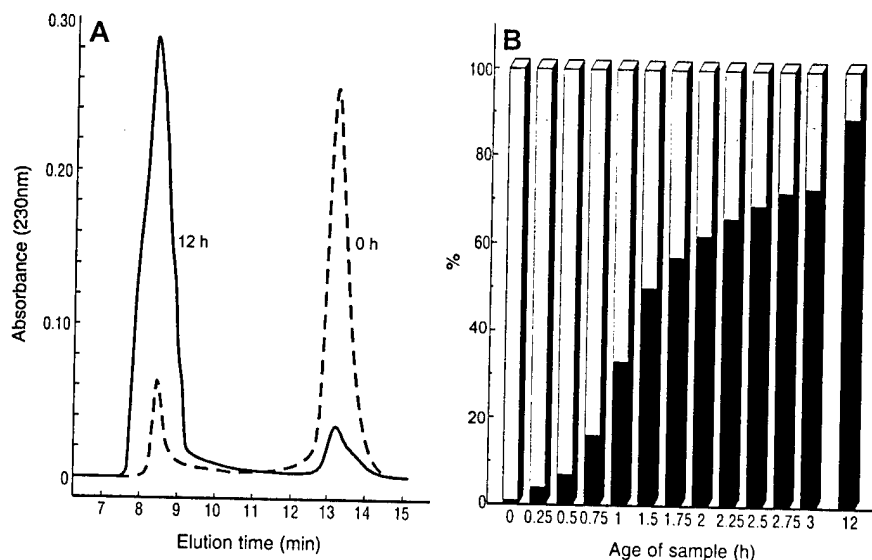 A
0.30
0.20
0.10
0
Absorbance (230nm)
12 h
0 h
7 8 9 10 11 12 13 14 15
Elution time (min)
B
100
80
60
40
20
0
%
0 0.25 0.5 0.75 1 1.5 1.75 2 2.25 2.5 2.75 3 12
Age of sample (h)